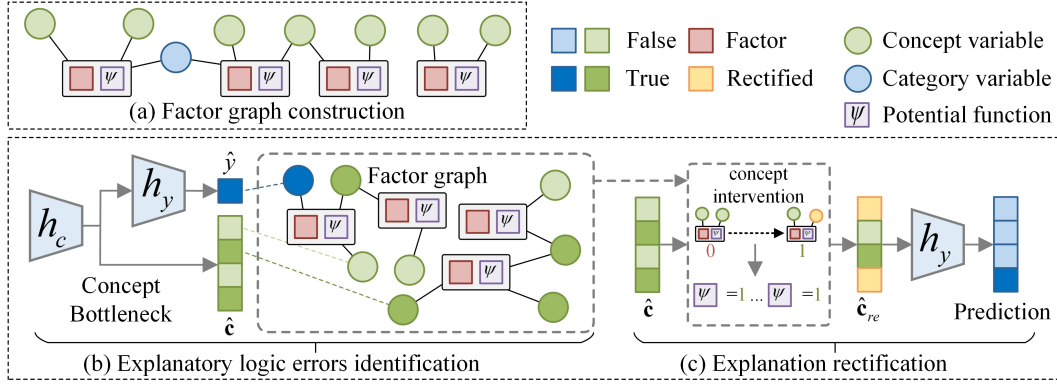 ψ ψ ψ ψ
(a) Factor graph construction
False Factor Concept variable
True Rectified Category variable
ψ Potential function
h_c h_y ŷ
Factor graph
ψ ψ ψ ψ
Concept
Bottleneck
ĉ
(b) Explanatory logic errors identification
concept
intervention
ψ ψ
0 1
ψ =1 ... ψ =1
ĉ ĉ_re h_y
Prediction
(c) Explanation rectification